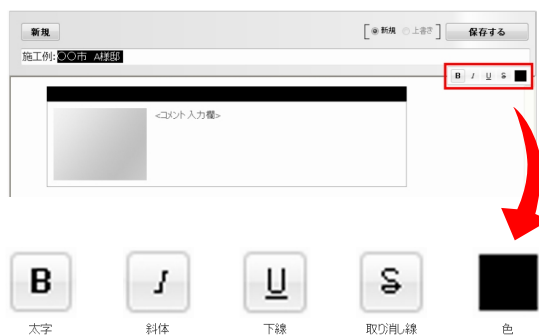 新規
[ 新規 上書き ] 保存する
施工例:〇〇市 A様邸
B I U S
<コメント入力欄>
B I U S
太字 斜体 下線 取り消し線 色